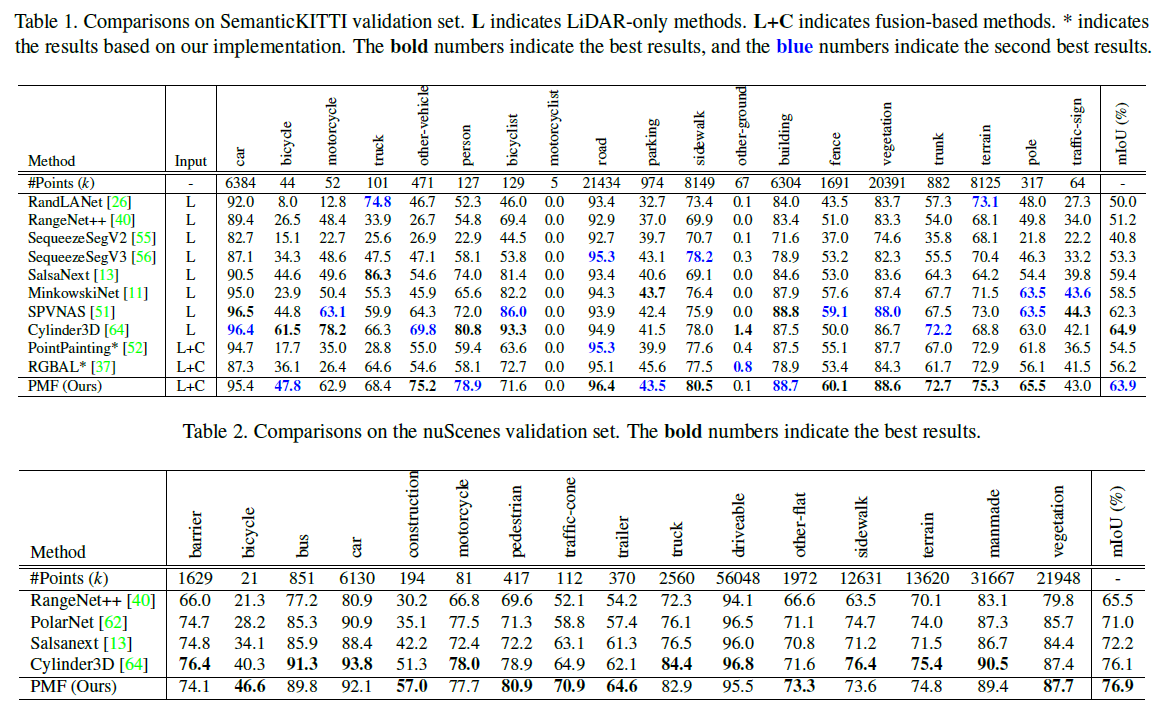 Table 1. Comparisons on SemanticKITTI validation set. L indicates LiDAR-only methods. L+C indicates fusion-based methods. * indicates
the results based on our implementation. The bold numbers indicate the best results, and the blue numbers indicate the second best results.
Method Input car bicycle motorcycle truck other-vehicle person bicyclist motorcyclist road parking sidewalk other-ground building fence vegetation trunk terrain pole traffic-sign mIoU (%)
#Points (k) - 6384 44 52 101 471 127 129 5 21434 974 8149 67 6304 1691 20391 882 8125 317 64 -
RandLANet [26] L 92.0 8.0 12.8 74.8 46.7 52.3 46.0 0.0 93.4 32.7 73.4 0.1 84.0 43.5 83.7 57.3 73.1 48.0 27.3 50.0
RangeNet++ [40] L 89.4 26.5 48.4 33.9 26.7 54.8 69.4 0.0 92.9 37.0 69.9 0.0 83.4 51.0 83.3 54.0 68.1 49.8 34.0 51.2
SequeezeSegV2 [55] L 82.7 15.1 22.7 25.6 26.9 22.9 44.5 0.0 92.7 39.7 70.7 0.1 71.6 37.0 74.6 35.8 68.1 21.8 22.2 40.8
SequeezeSegV3 [56] L 87.1 34.3 48.6 47.5 47.1 58.1 53.8 0.0 95.3 43.1 78.2 0.3 78.9 53.2 82.3 55.5 70.4 46.3 33.2 53.3
SalsaNext [13] L 90.5 44.6 49.6 86.3 54.6 74.0 81.4 0.0 93.4 40.6 69.1 0.0 84.6 53.0 83.6 64.3 64.2 54.4 39.8 59.4
MinkowskiNet [11] L 95.0 23.9 50.4 55.3 45.9 65.6 82.2 0.0 94.3 43.7 76.4 0.0 87.9 57.6 87.4 67.7 71.5 63.5 43.6 58.5
SPVNAS [51] L 96.5 44.8 63.1 59.9 64.3 72.0 86.0 0.0 93.9 42.4 75.9 0.0 88.8 59.1 88.0 67.5 73.0 63.5 44.3 62.3
Cylinder3D [64] L 96.4 61.5 78.2 66.3 69.8 80.8 93.3 0.0 94.9 41.5 78.0 1.4 87.5 50.0 86.7 72.2 68.8 63.0 42.1 64.9
PointPainting* [52] L+C 94.7 17.7 35.0 28.8 55.0 59.4 63.6 0.0 95.3 39.9 77.6 0.4 87.5 55.1 87.7 67.0 72.9 61.8 36.5 54.5
RGBAL* [37] L+C 87.3 36.1 26.4 64.6 54.6 58.1 72.7 0.0 95.1 45.6 77.5 0.8 78.9 53.4 84.3 61.7 72.9 56.1 41.5 56.2
PMF (Ours) L+C 95.4 47.8 62.9 68.4 75.2 78.9 71.6 0.0 96.4 43.5 80.5 0.1 88.7 60.1 88.6 72.7 75.3 65.5 43.0 63.9
Table 2. Comparisons on the nuScenes validation set. The bold numbers indicate the best results.
Method barrier bicycle bus car construction motorcycle pedestrian traffic-cone trailer truck driveable other-flat sidewalk terrain manmade vegetation mIoU (%)
#Points (k) 1629 21 851 6130 194 81 417 112 370 2560 56048 1972 12631 13620 31667 21948 -
RangeNet++ [40] 66.0 21.3 77.2 80.9 30.2 66.8 69.6 52.1 54.2 72.3 94.1 66.6 63.5 70.1 83.1 79.8 65.5
PolarNet [62] 74.7 28.2 85.3 90.9 35.1 77.5 71.3 58.8 57.4 76.1 96.5 71.1 74.7 74.0 87.3 85.7 71.0
Salsanext [13] 74.8 34.1 85.9 88.4 42.2 72.4 72.2 63.1 61.3 76.5 96.0 70.8 71.2 71.5 86.7 84.4 72.2
Cylinder3D [64] 76.4 40.3 91.3 93.8 51.3 78.0 78.9 64.9 62.1 84.4 96.8 71.6 76.4 75.4 90.5 87.4 76.1
PMF (Ours) 74.1 46.6 89.8 92.1 57.0 77.7 80.9 70.9 64.6 82.9 95.5 73.3 73.6 74.8 89.4 87.7 76.9